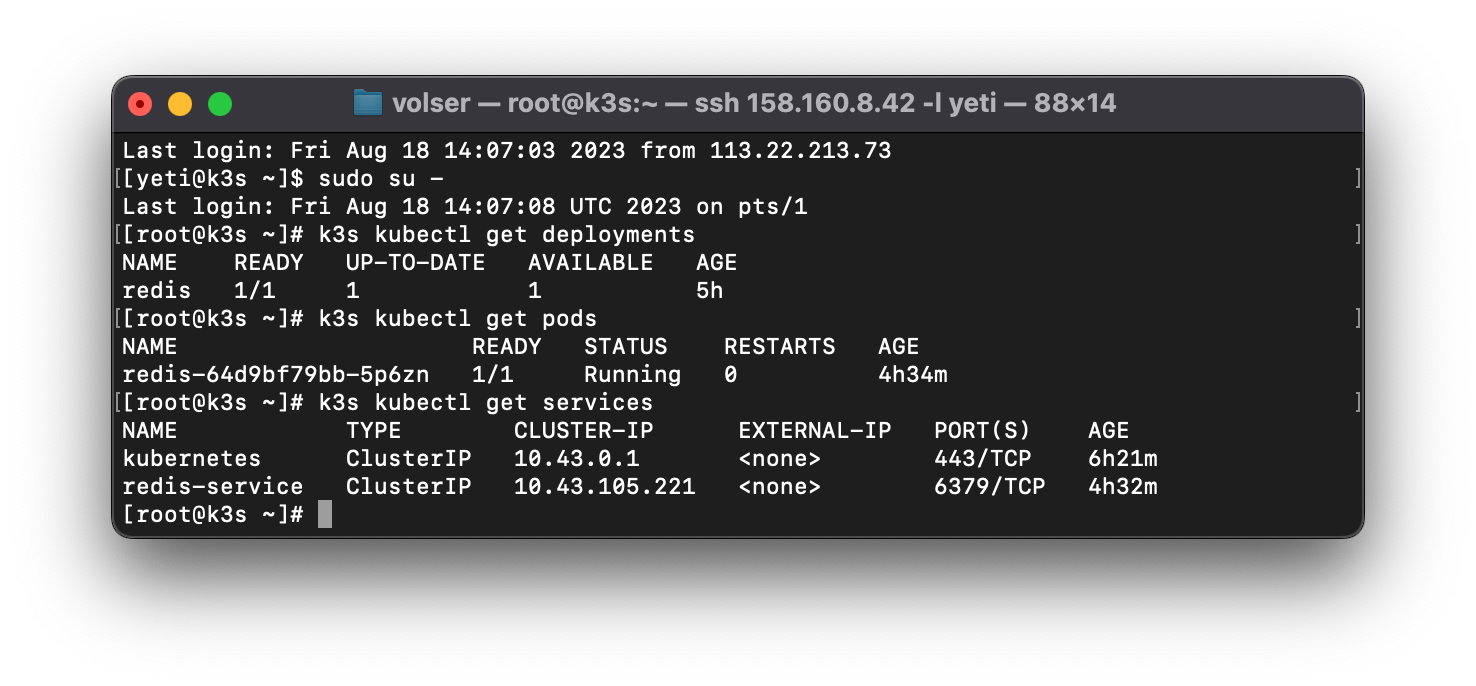 volser — root@k3s:~ — ssh 158.160.8.42 -l yeti — 88×14
Last login: Fri Aug 18 14:07:03 2023 from 113.22.213.73
[[yeti@k3s ~]$ sudo su - ]
Last login: Fri Aug 18 14:07:08 UTC 2023 on pts/1
[[root@k3s ~]# k3s kubectl get deployments ]
NAME    READY   UP-TO-DATE   AVAILABLE   AGE
redis   1/1     1            1           5h
[[root@k3s ~]# k3s kubectl get pods ]
NAME                     READY   STATUS    RESTARTS   AGE
redis-64d9bf79bb-5p6zn   1/1     Running   0          4h34m
[[root@k3s ~]# k3s kubectl get services ]
NAME            TYPE        CLUSTER-IP      EXTERNAL-IP   PORT(S)    AGE
kubernetes      ClusterIP   10.43.0.1       <none>        443/TCP    6h21m
redis-service   ClusterIP   10.43.105.221   <none>        6379/TCP   4h32m
[root@k3s ~]#